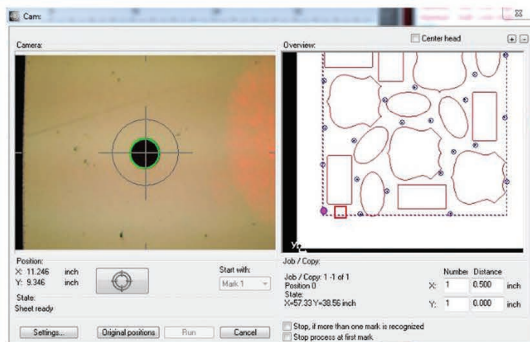 Cam:
Center head
+ -
Camera:
Overview:
Y
Position:
X: 11.246 inch
Y: 9.346 inch
Start with:
Mark 1
State:
Sheet ready
Settings...
Original positions
Run
Cancel
Job / Copy:
Job / Copy: 1 -1 of 1
Position 0
State:
X=57.33 Y=38.56 inch
Number Distance
X: 1 0.500 inch
Y: 1 0.000 inch
Stop, if more than one mark is recognized
Stop process at first mark.